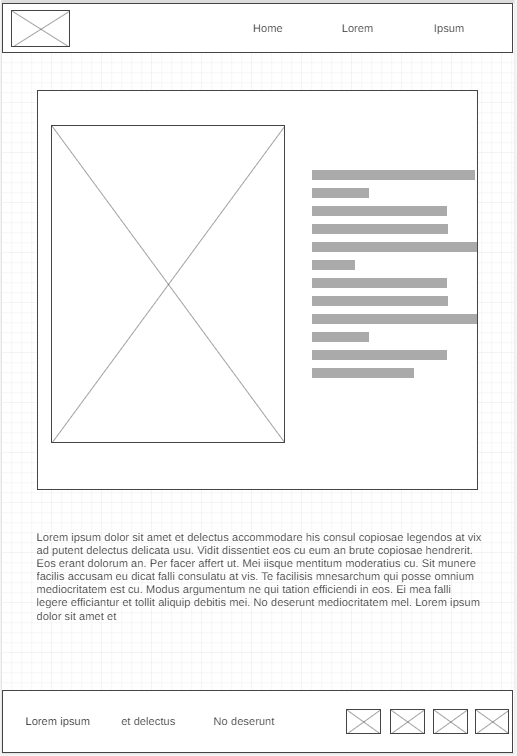 Home Lorem Ipsum
Lorem ipsum dolor sit amet et delectus accommodare his consul copiosae legendos at vix
ad putent delectus delicata usu. Vidit dissentiet eos cu eum an brute copiosae hendrerit.
Eos erant dolorum an. Per facer affert ut. Mei iisque mentitum moderatius cu. Sit munere
facilis accusam eu dicat falli consulatu at vis. Te facilisis mnesarchum qui posse omnium
mediocritatem est cu. Modus argumentum ne qui tation efficiendi in eos. Ei mea falli
legere efficiantur et tollit aliquip debitis mei. No deserunt mediocritatem mel. Lorem ipsum
dolor sit amet et
Lorem ipsum et delectus No deserunt